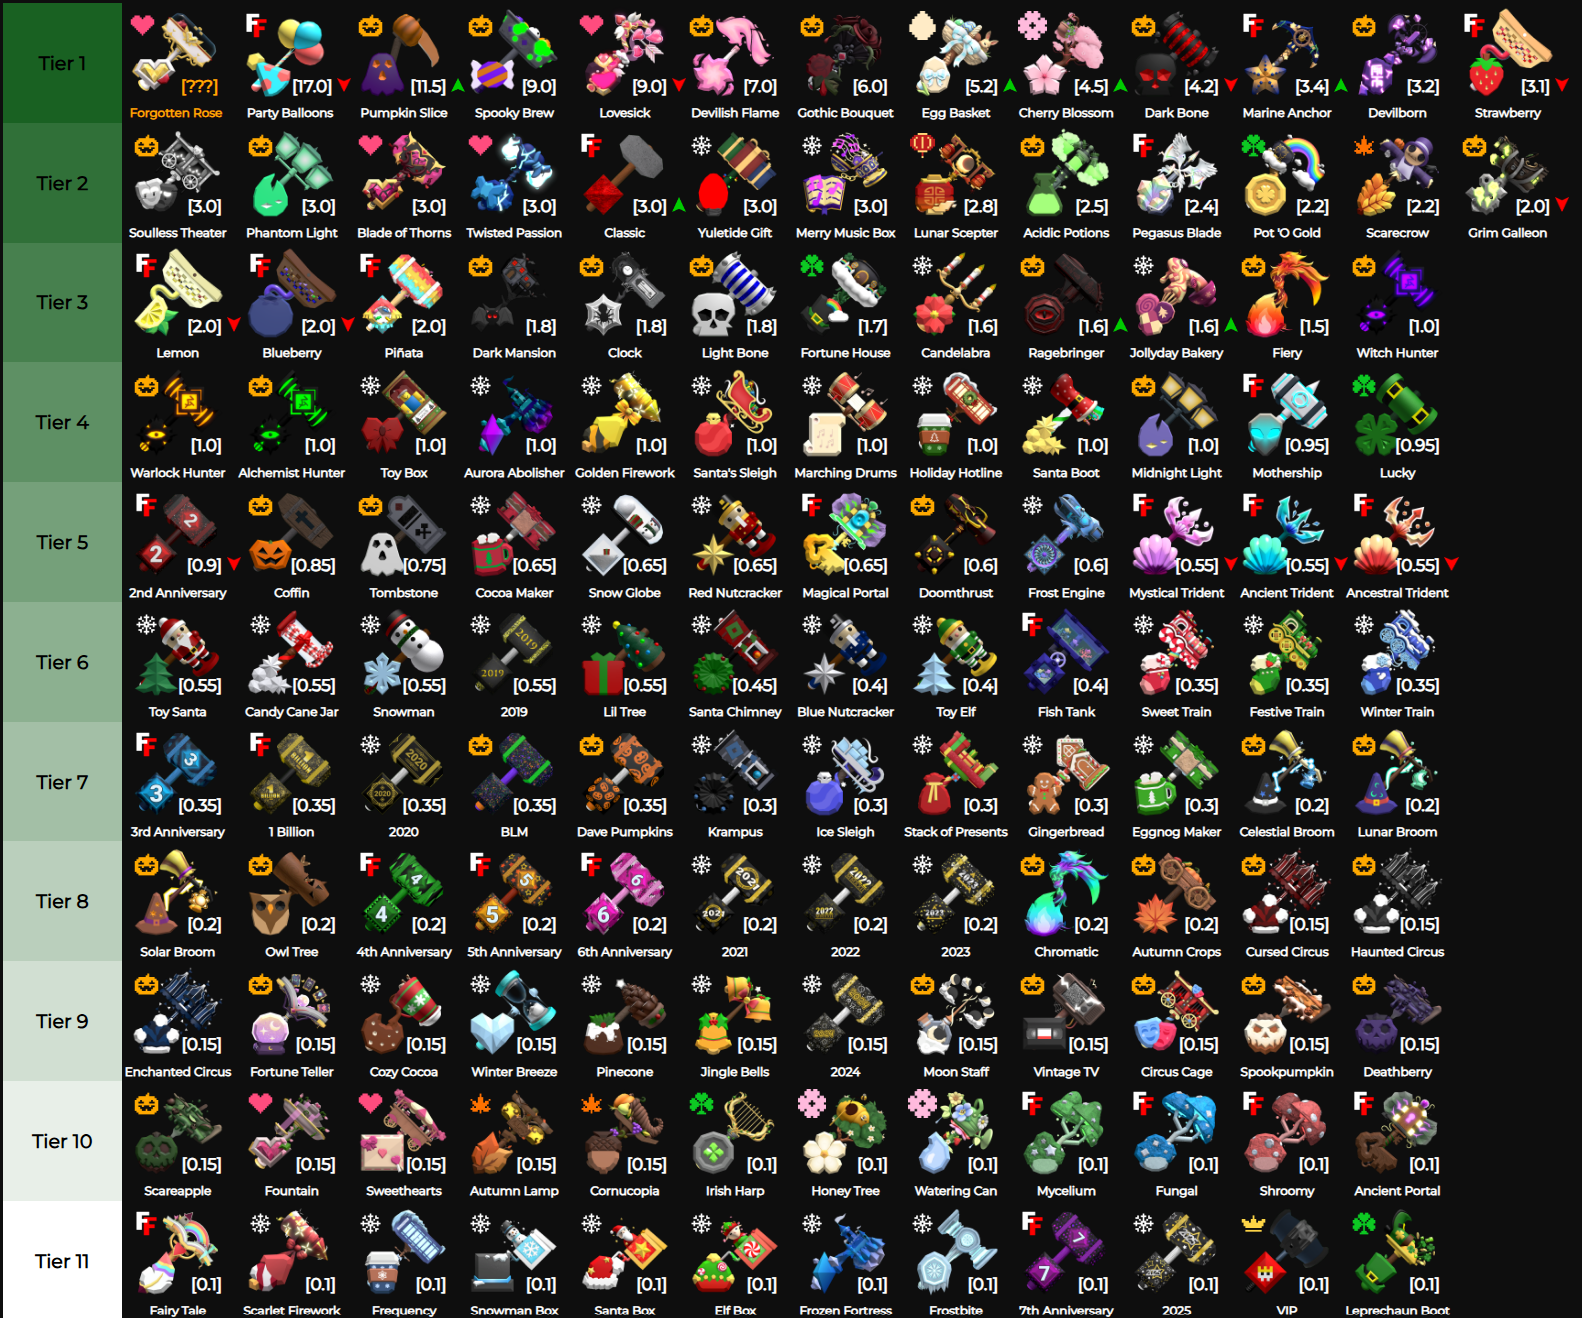 Tier 1
[???] [17.0] [11.5] [9.0] [9.0] [7.0] [6.0] [5.2] [4.5] [4.2] [3.4] [3.2] [3.1]
Forgotten Rose Party Balloons Pumpkin Slice Spooky Brew Lovesick Devilish Flame Gothic Bouquet Egg Basket Cherry Blossom Dark Bone Marine Anchor Devilborn Strawberry
Tier 2
[3.0] [3.0] [3.0] [3.0] [3.0] [3.0] [3.0] [2.8] [2.5] [2.4] [2.2] [2.2] [2.0]
Soulless Theater Phantom Light Blade of Thorns Twisted Passion Classic Yuletide Gift Merry Music Box Lunar Scepter Acidic Potions Pegasus Blade Pot 'O Gold Scarecrow Grim Galleon
Tier 3
[2.0] [2.0] [2.0] [1.8] [1.8] [1.8] [1.7] [1.6] [1.6] [1.6] [1.5] [1.0]
Lemon Blueberry Piñata Dark Mansion Clock Light Bone Fortune House Candelabra Ragebringer Jollyday Bakery Fiery Witch Hunter
Tier 4
[1.0] [1.0] [1.0] [1.0] [1.0] [1.0] [1.0] [1.0] [1.0] [1.0] [0.95] [0.95]
Warlock Hunter Alchemist Hunter Toy Box Aurora Abolisher Golden Firework Santa's Sleigh Marching Drums Holiday Hotline Santa Boot Midnight Light Mothership Lucky
Tier 5
[0.9] [0.85] [0.75] [0.65] [0.65] [0.65] [0.65] [0.6] [0.6] [0.55] [0.55] [0.55]
2nd Anniversary Coffin Tombstone Cocoa Maker Snow Globe Red Nutcracker Magical Portal Doomthrust Frost Engine Mystical Trident Ancient Trident Ancestral Trident
Tier 6
[0.55] [0.55] [0.55] [0.55] [0.55] [0.45] [0.4] [0.4] [0.4] [0.35] [0.35] [0.35]
Toy Santa Candy Cane Jar Snowman 2019 Lil Tree Santa Chimney Blue Nutcracker Toy Elf Fish Tank Sweet Train Festive Train Winter Train
Tier 7
[0.35] [0.35] [0.35] [0.35] [0.35] [0.3] [0.3] [0.3] [0.3] [0.3] [0.2] [0.2]
3rd Anniversary 1 Billion 2020 BLM Dave Pumpkins Krampus Ice Sleigh Stack of Presents Gingerbread Eggnog Maker Celestial Broom Lunar Broom
Tier 8
[0.2] [0.2] [0.2] [0.2] [0.2] [0.2] [0.2] [0.2] [0.2] [0.2] [0.15] [0.15]
Solar Broom Owl Tree 4th Anniversary 5th Anniversary 6th Anniversary 2021 2022 2023 Chromatic Autumn Crops Cursed Circus Haunted Circus
Tier 9
[0.15] [0.15] [0.15] [0.15] [0.15] [0.15] [0.15] [0.15] [0.15] [0.15] [0.15] [0.15]
Enchanted Circus Fortune Teller Cozy Cocoa Winter Breeze Pinecone Jingle Bells 2024 Moon Staff Vintage TV Circus Cage Spookpumpkin Deathberry
Tier 10
[0.15] [0.15] [0.15] [0.15] [0.15] [0.1] [0.1] [0.1] [0.1] [0.1] [0.1] [0.1]
Scareapple Fountain Sweethearts Autumn Lamp Cornucopia Irish Harp Honey Tree Watering Can Mycelium Fungal Shroomy Ancient Portal
Tier 11
[0.1] [0.1] [0.1] [0.1] [0.1] [0.1] [0.1] [0.1] [0.1] [0.1] [0.1] [0.1]
Fairy Tale Scarlet Firework Frequency Snowman Box Santa Box Elf Box Frozen Fortress Frostbite 7th Anniversary 2025 VIP Leprechaun Boot